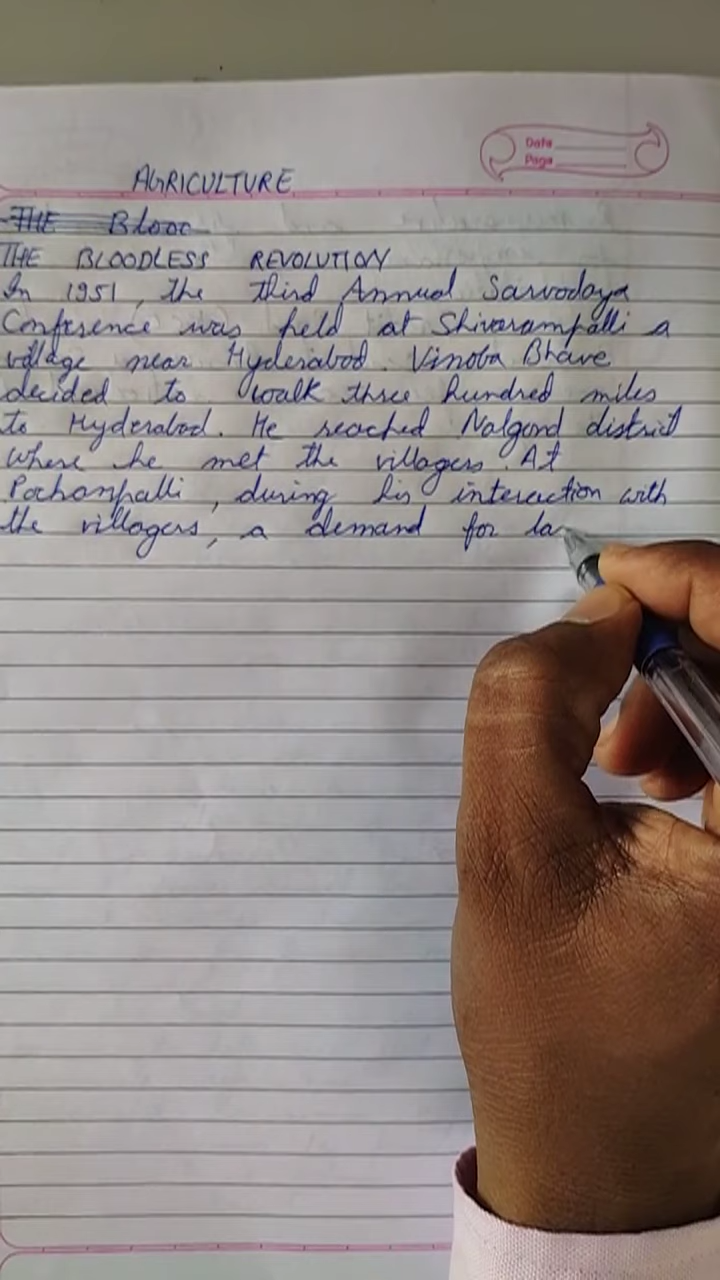 Date
Page
AGRICULTURE
THE Bloo
THE BLOODLESS REVOLUTION
In 1951, the third Annual Sarvodaya
Conference was held at Shivarampalli a
village near Hyderabad. Vinoba Bhave
decided to walk three hundred miles
to Hyderabad. He reached Nalgond district
where he met the villagers. At
Pochampalli, during his interaction with
the villagers, a demand for la